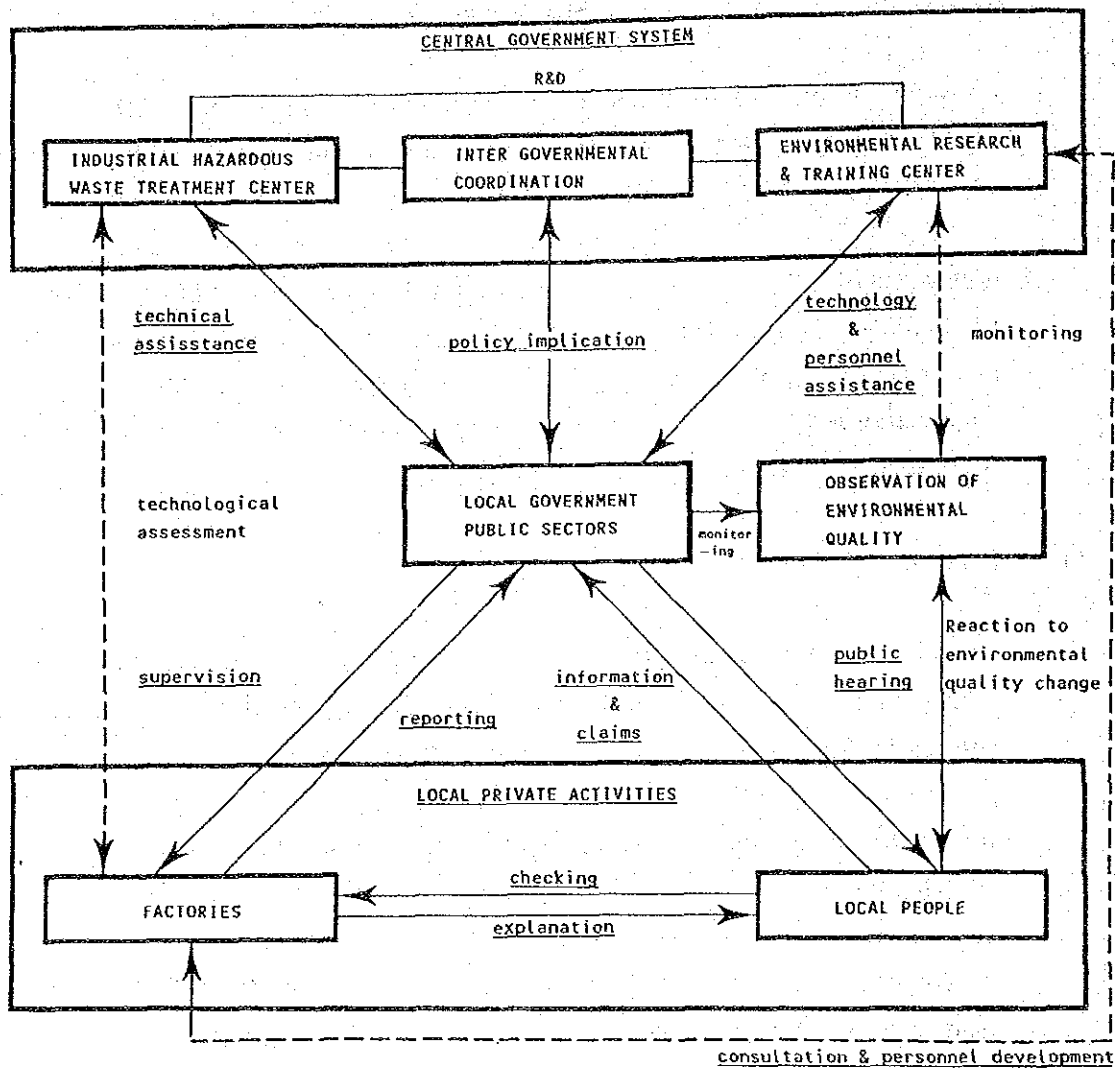 CENTRAL GOVERNMENT SYSTEM
R&D
INDUSTRIAL HAZARDOUS
WASTE TREATMENT CENTER
INTER GOVERNMENTAL
COORDINATION
ENVIRONMENTAL RESEARCH
& TRAINING CENTER
technical
assisstance
policy implication
technology
&
personnel
assistance
monitoring
technological
assessment
LOCAL GOVERNMENT
PUBLIC SECTORS
monitor
-ing
OBSERVATION OF
ENVIRONMENTAL
QUALITY
supervision
reporting
information
&
claims
public
hearing
Reaction to
environmental
quality change
LOCAL PRIVATE ACTIVITIES
FACTORIES
checking
explanation
LOCAL PEOPLE
consultation & personnel development